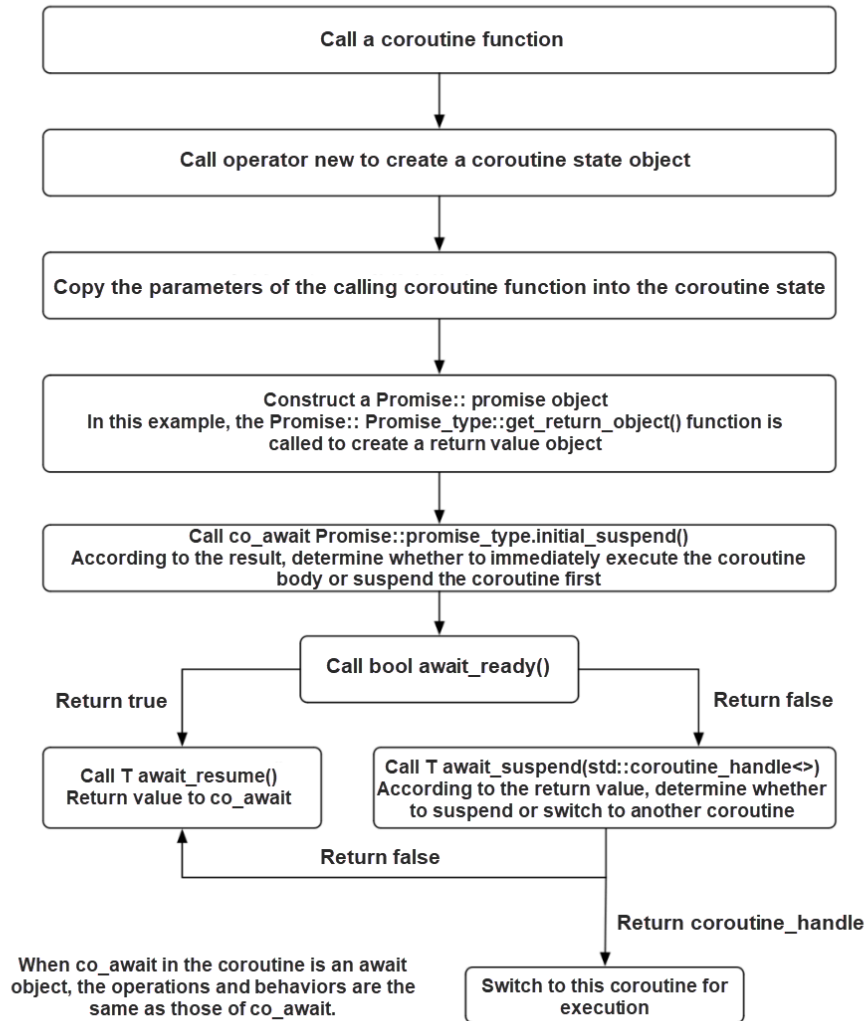 Call a coroutine function
Call operator new to create a coroutine state object
Copy the parameters of the calling coroutine function into the coroutine state
Construct a Promise:: promise object
In this example, the Promise:: Promise_type::get_return_object() function is
called to create a return value object
Call co_await Promise::promise_type.initial_suspend()
According to the result, determine whether to immediately execute the coroutine
body or suspend the coroutine first
Call bool await_ready()
Return true
Return false
Call T await_resume()
Return value to co_await
Call T await_suspend(std::coroutine_handle<>)
According to the return value, determine whether
to suspend or switch to another coroutine
Return false
Return coroutine_handle
When co_await in the coroutine is an await
object, the operations and behaviors are the
same as those of co_await.
Switch to this coroutine for
execution